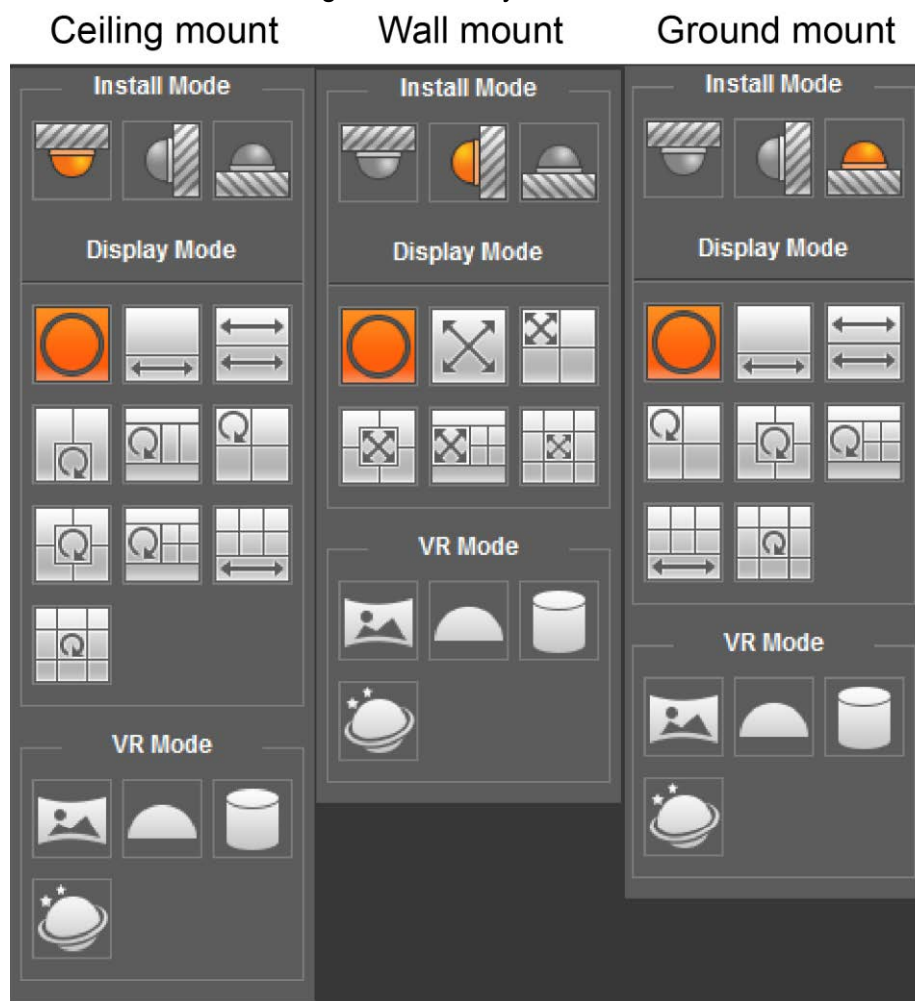 Ceiling mount
Wall mount
Ground mount
Install Mode
Install Mode
Install Mode
Display Mode
Display Mode
Display Mode
VR Mode
VR Mode
VR Mode